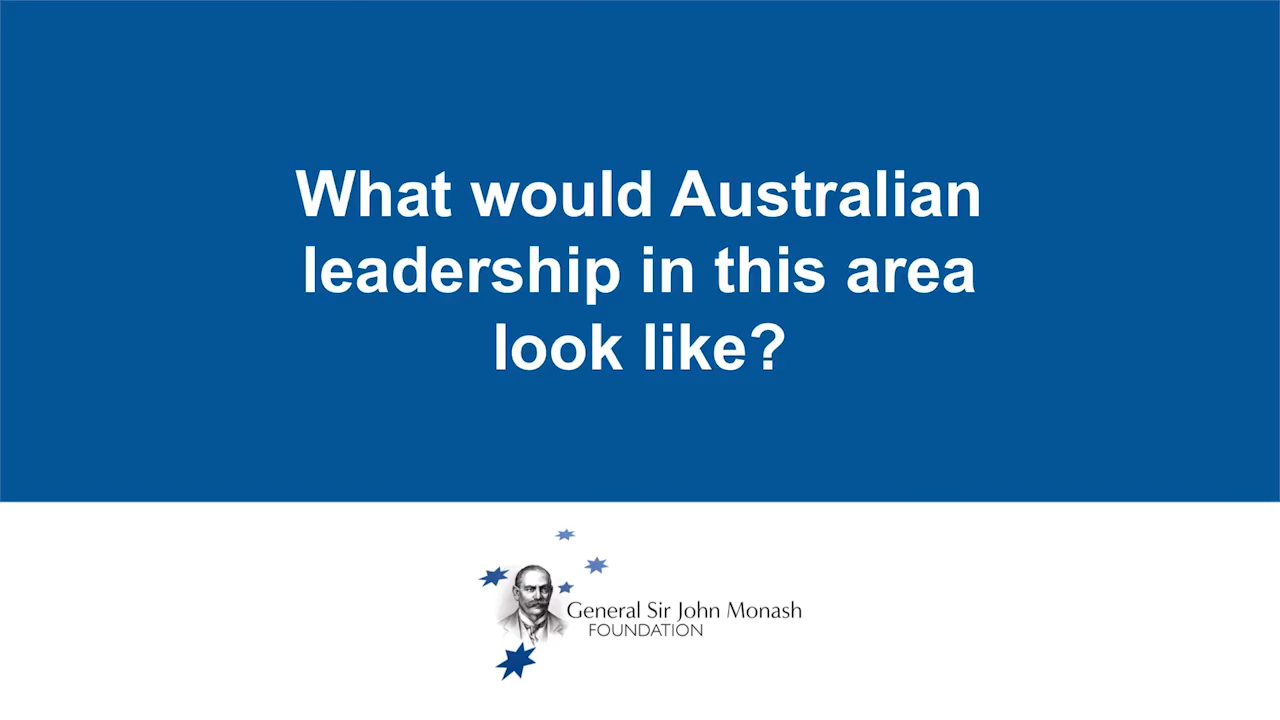 What would Australian
leadership in this area
look like?
General Sir John Monash
FOUNDATION